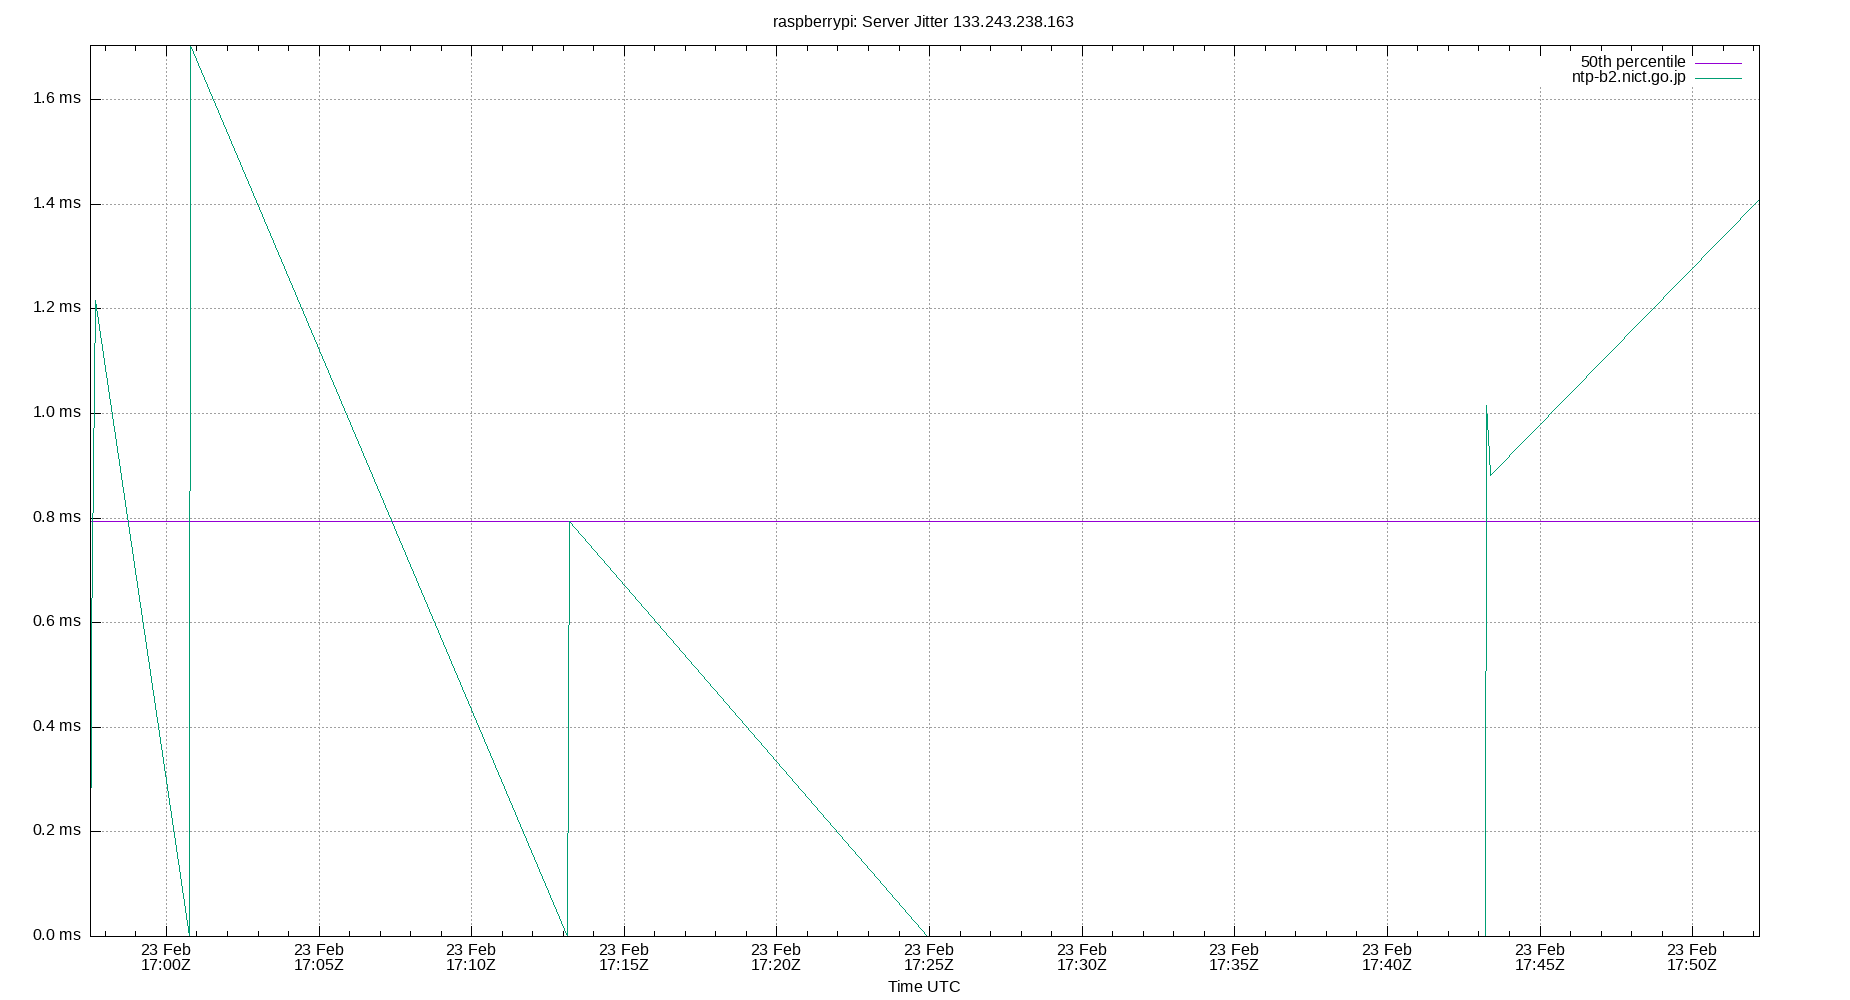 raspberrypi: Server Jitter 133.243.238.163
50th percentile
ntp-b2.nict.go.jp
1.6 ms
1.4 ms
1.2 ms
1.0 ms
0.8 ms
0.6 ms
0.4 ms
0.2 ms
0.0 ms
23 Feb 23 Feb 23 Feb 23 Feb 23 Feb 23 Feb 23 Feb 23 Feb 23 Feb 23 Feb 23 Feb
17:00Z 17:05Z 17:10Z 17:15Z 17:20Z 17:25Z 17:30Z 17:35Z 17:40Z 17:45Z 17:50Z
Time UTC